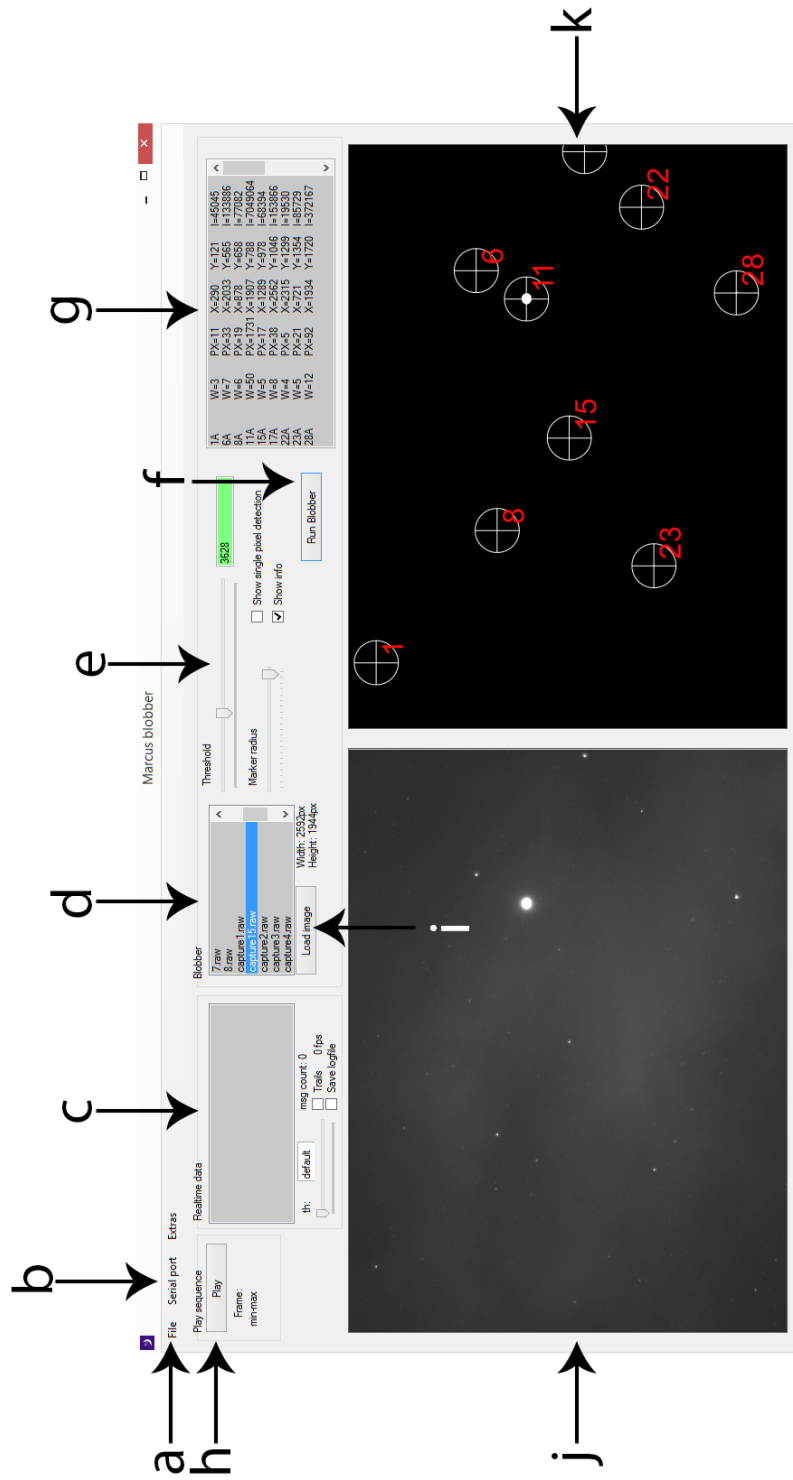 a
b
c
d
e
f
g
h
i
j
k
Marcus blobber
File Serial port Extras
Play sequence
Play
Frame:
min-max
Realtime data
th: default
msg count: 0
Trails 0 fps
Save logfile
Blobber
7.raw
8.raw
capture1.raw
capture15.raw
capture2.raw
capture3.raw
capture4.raw
Load image
Width: 2592px
Height: 1944px
Threshold
3628
Marker radius
Show single pixel detection
Show info
Run Blobber
1A W=3 PX=11 X=290 Y=121 I=45045
6A W=7 PX=33 X=2033 Y=565 I=133886
8A W=6 PX=19 X=878 Y=658 I=77082
11A W=50 PX=1731 X=1907 Y=788 I=7049064
15A W=5 PX=17 X=1289 Y=978 I=68394
17A W=8 PX=38 X=2562 Y=1046 I=153866
22A W=4 PX=5 X=2315 Y=1299 I=19530
23A W=5 PX=21 X=721 Y=1354 I=85729
28A W=12 PX=92 X=1934 Y=1720 I=372167
1
6
8
11
15
22
23
28